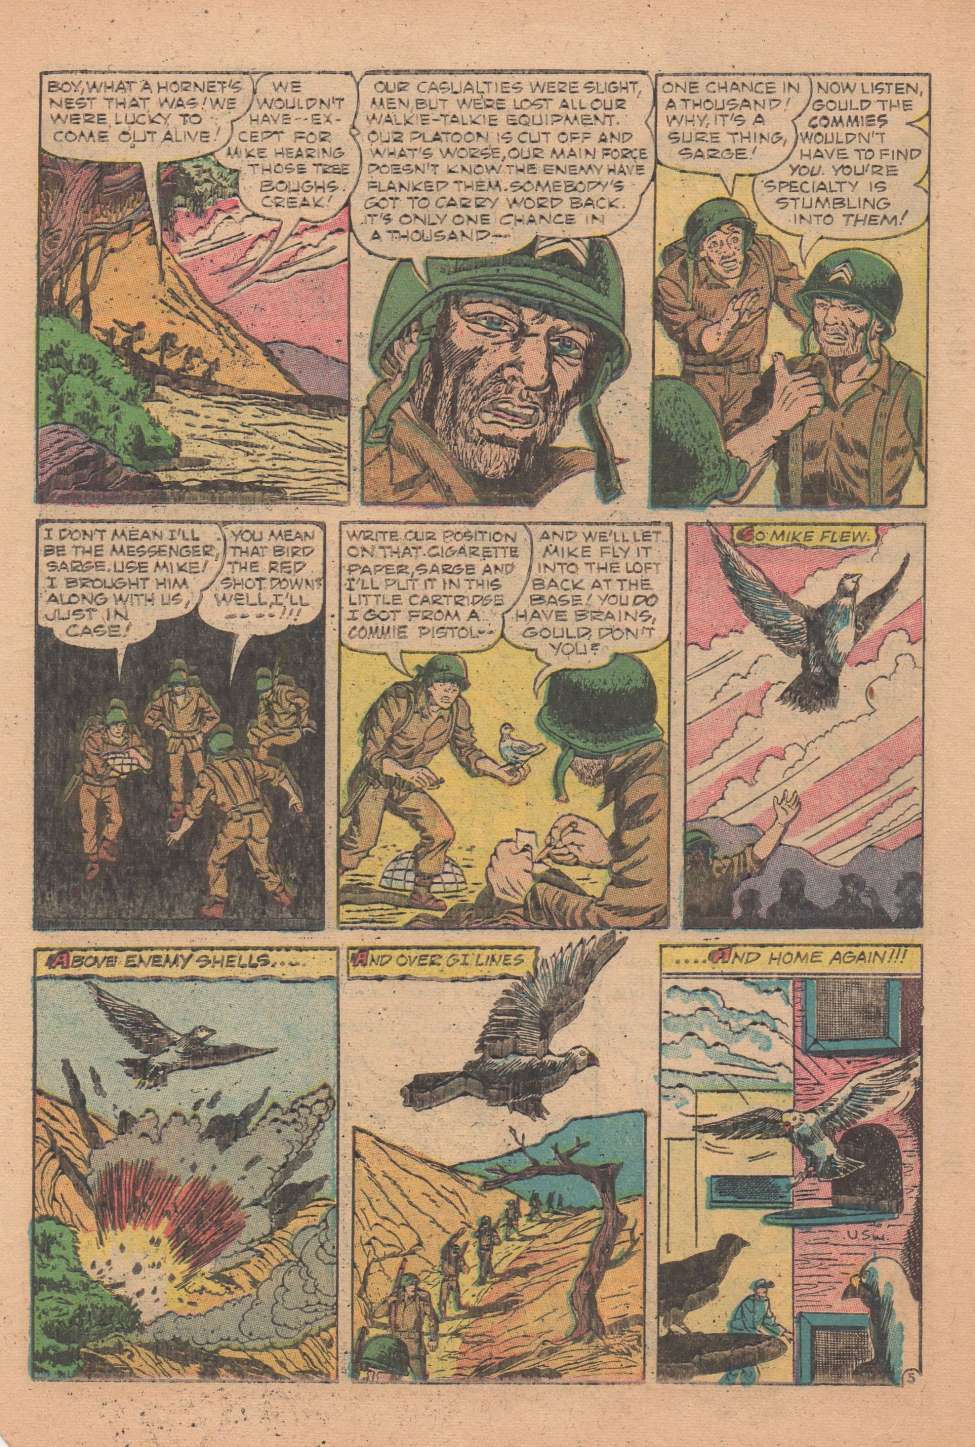 BOY, WHAT A HORNET'S
NEST THAT WAS! WE
WERE LUCKY TO
COME OUT ALIVE!
WE
WOULDN'T
HAVE--EX-
CEPT FOR
MIKE HEARING
THOSE TREE
BOUGHS
CREAK!
OUR CASUALTIES WERE SLIGHT,
MEN, BUT WE'RE LOST ALL OUR
WALKIE-TALKIE EQUIPMENT.
OUR PLATOON IS CUT OFF AND
WHAT'S WORSE, OUR MAIN FORCE
DOESN'T KNOW THE ENEMY HAVE
FLANKED THEM. SOMEBODY'S
GOT TO CARRY WORD BACK.
IT'S ONLY ONE CHANCE IN
A THOUSAND--
ONE CHANCE IN
A THOUSAND!
WHY, IT'S A
SURE THING,
SARGE!
NOW LISTEN,
GOULD THE
COMMIES
WOULDN'T
HAVE TO FIND
YOU. YOU'RE
SPECIALTY IS
STUMBLING
INTO THEM!
I DON'T MEAN I'LL
BE THE MESSENGER,
SARGE. USE MIKE!
I BROUGHT HIM
ALONG WITH US,
JUST IN
CASE!
YOU MEAN
THAT BIRD
THE RED
SHOT DOWN?
WELL, I'LL
----!!!
WRITE OUR POSITION
ON THAT CIGARETTE
PAPER, SARGE AND
I'LL PUT IT IN THIS
LITTLE CARTRIDGE
I GOT FROM A
COMMIE PISTOL--
AND WE'LL LET
MIKE FLY IT
INTO THE LOFT
BACK AT THE
BASE! YOU DO
HAVE BRAINS,
GOULD, DON'T
YOU?
SO MIKE FLEW.
ABOVE ENEMY SHELLS....
AND OVER GI LINES
....AND HOME AGAIN!!!
U.S.W.
5